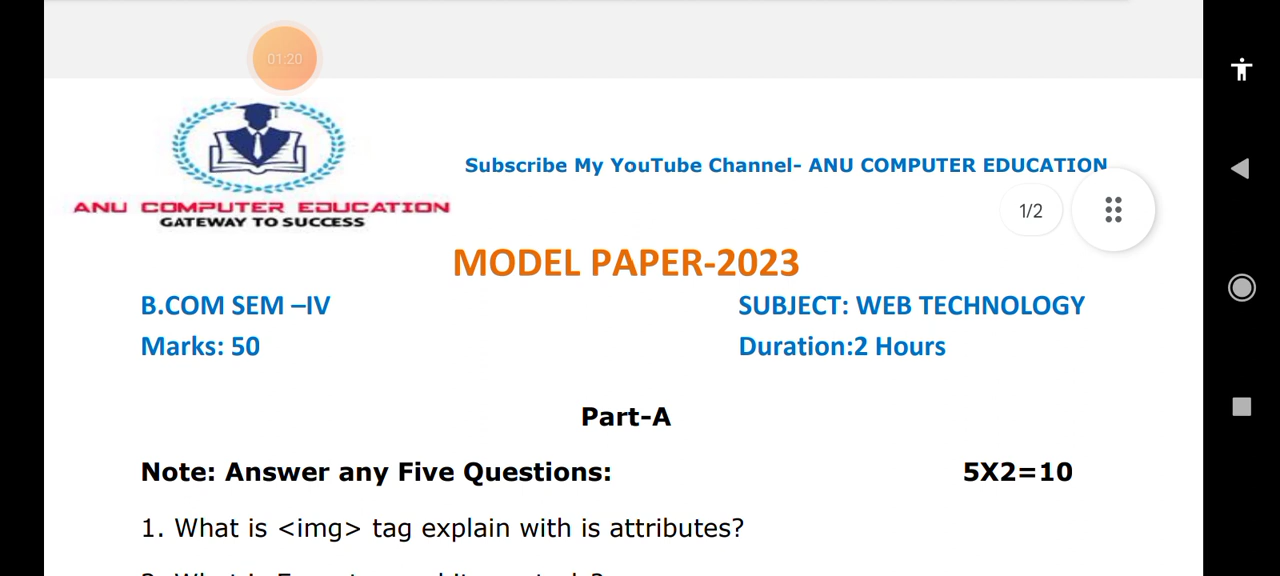 01:20
ANU COMPUTER EDUCATION
GATEWAY TO SUCCESS
Subscribe My YouTube Channel- ANU COMPUTER EDUCATION
1/2
MODEL PAPER-2023
B.COM SEM –IV
SUBJECT: WEB TECHNOLOGY
Marks: 50
Duration:2 Hours
Part-A
Note: Answer any Five Questions:
5X2=10
1. What is <img> tag explain with is attributes?